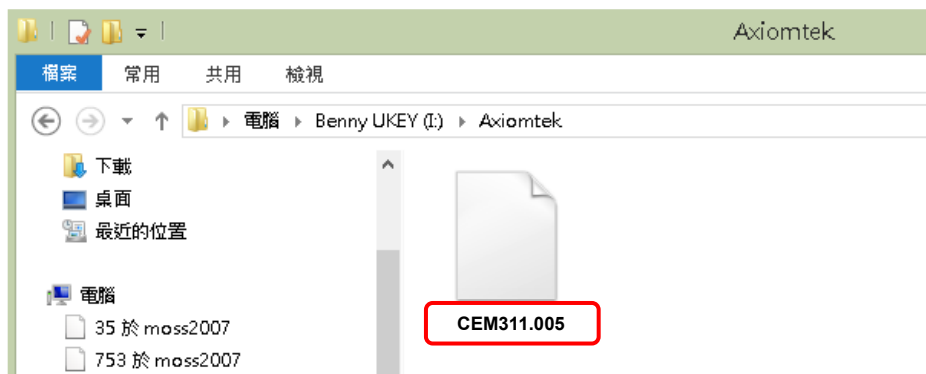 Axiomtek
檔案 常用 共用 檢視
電腦 Benny UKEY (I:) Axiomtek
下載
桌面
最近的位置
電腦
35 於 moss2007
753 於 moss2007
CEM311.005